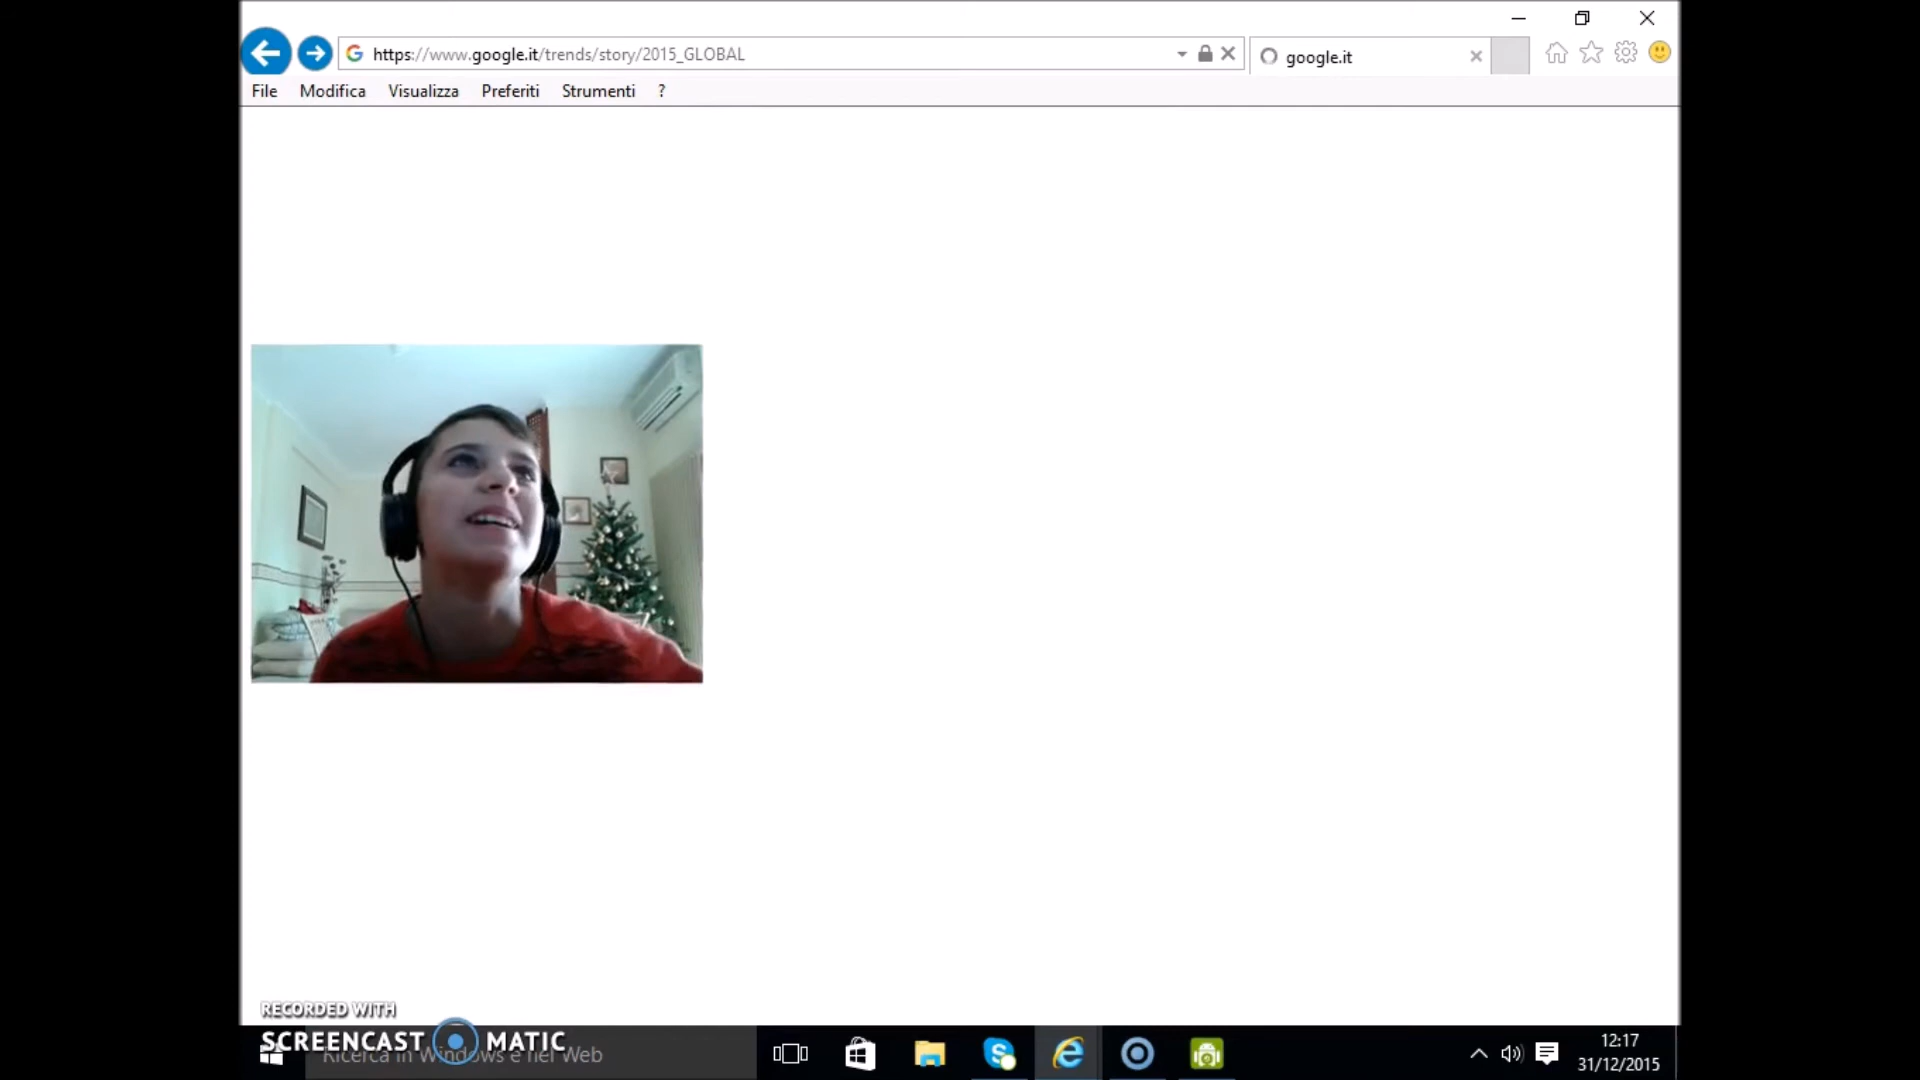 https://www.google.it/trends/story/2015_GLOBAL
google.it
File Modifica Visualizza Preferiti Strumenti ?
RECORDED WITH
SCREENCAST MATIC
Ricerca in Windows e nel Web
12:17
31/12/2015